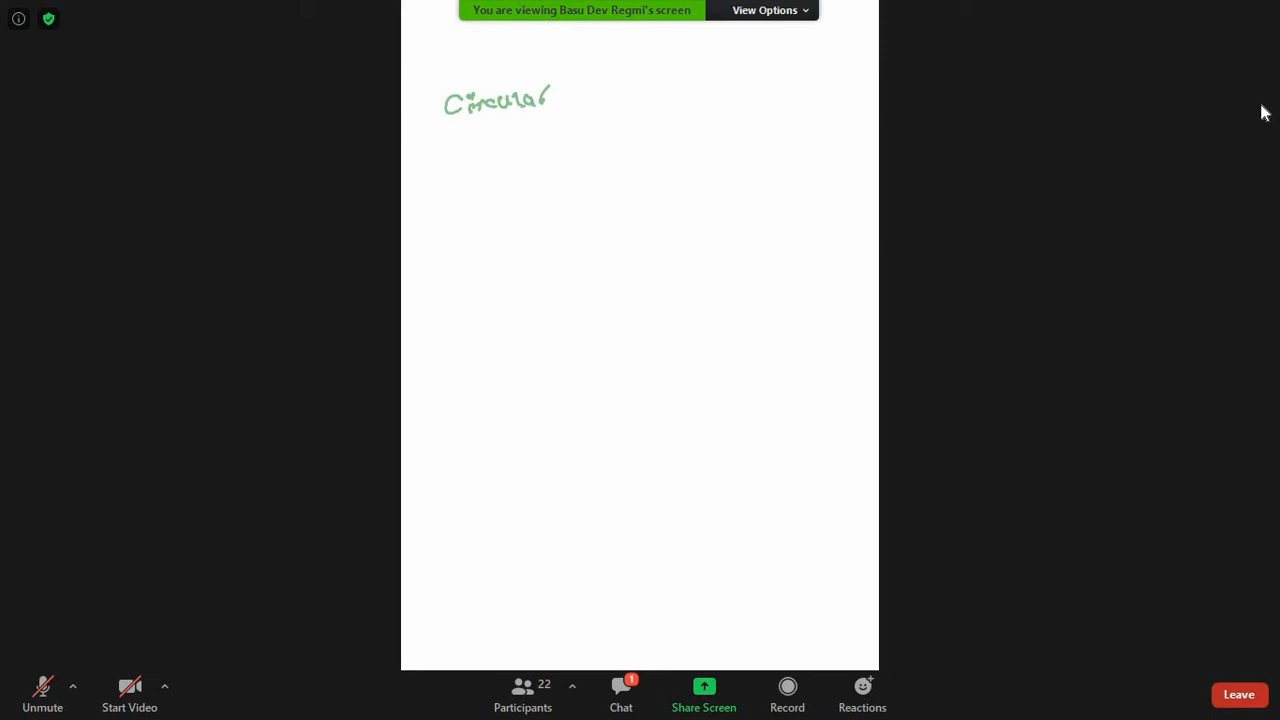 You are viewing Basu Dev Regmi's screen View Options
Circular
Unmute Start Video 22 Participants 1 Chat Share Screen Record Reactions Leave